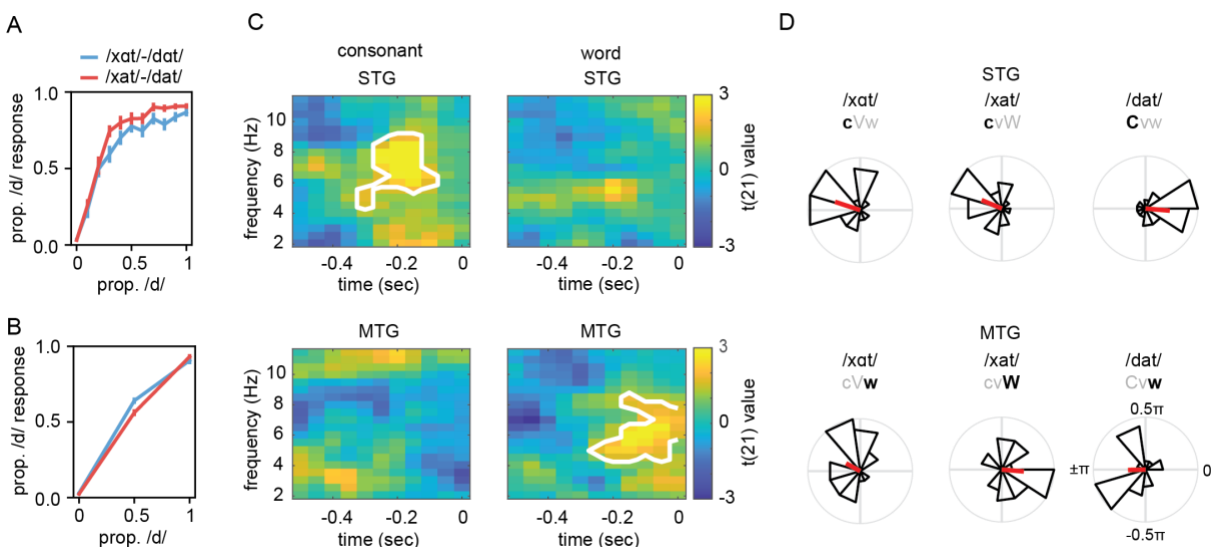 A
/xɑt/-/dɑt/
/xat/-/dat/
prop. /d/ response
1.0
0.5
0.0
0
0.5
1
prop. /d/
B
prop. /d/ response
1.0
0.5
0.0
0
0.5
1
prop. /d/
C
consonant
STG
frequency (Hz)
10
8
6
4
2
-0.4
-0.2
0
time (sec)
word
STG
-0.4
-0.2
0
time (sec)
3
0
-3
t(21) value
MTG
frequency (Hz)
10
8
6
4
2
-0.4
-0.2
0
time (sec)
MTG
-0.4
-0.2
0
time (sec)
3
0
-3
t(21) value
D
STG
/xɑt/
cVw
/xat/
cvW
/dat/
Cvw
MTG
/xɑt/
cVw
/xat/
cvW
/dat/
Cvw
0.5π
±π
0
-0.5π